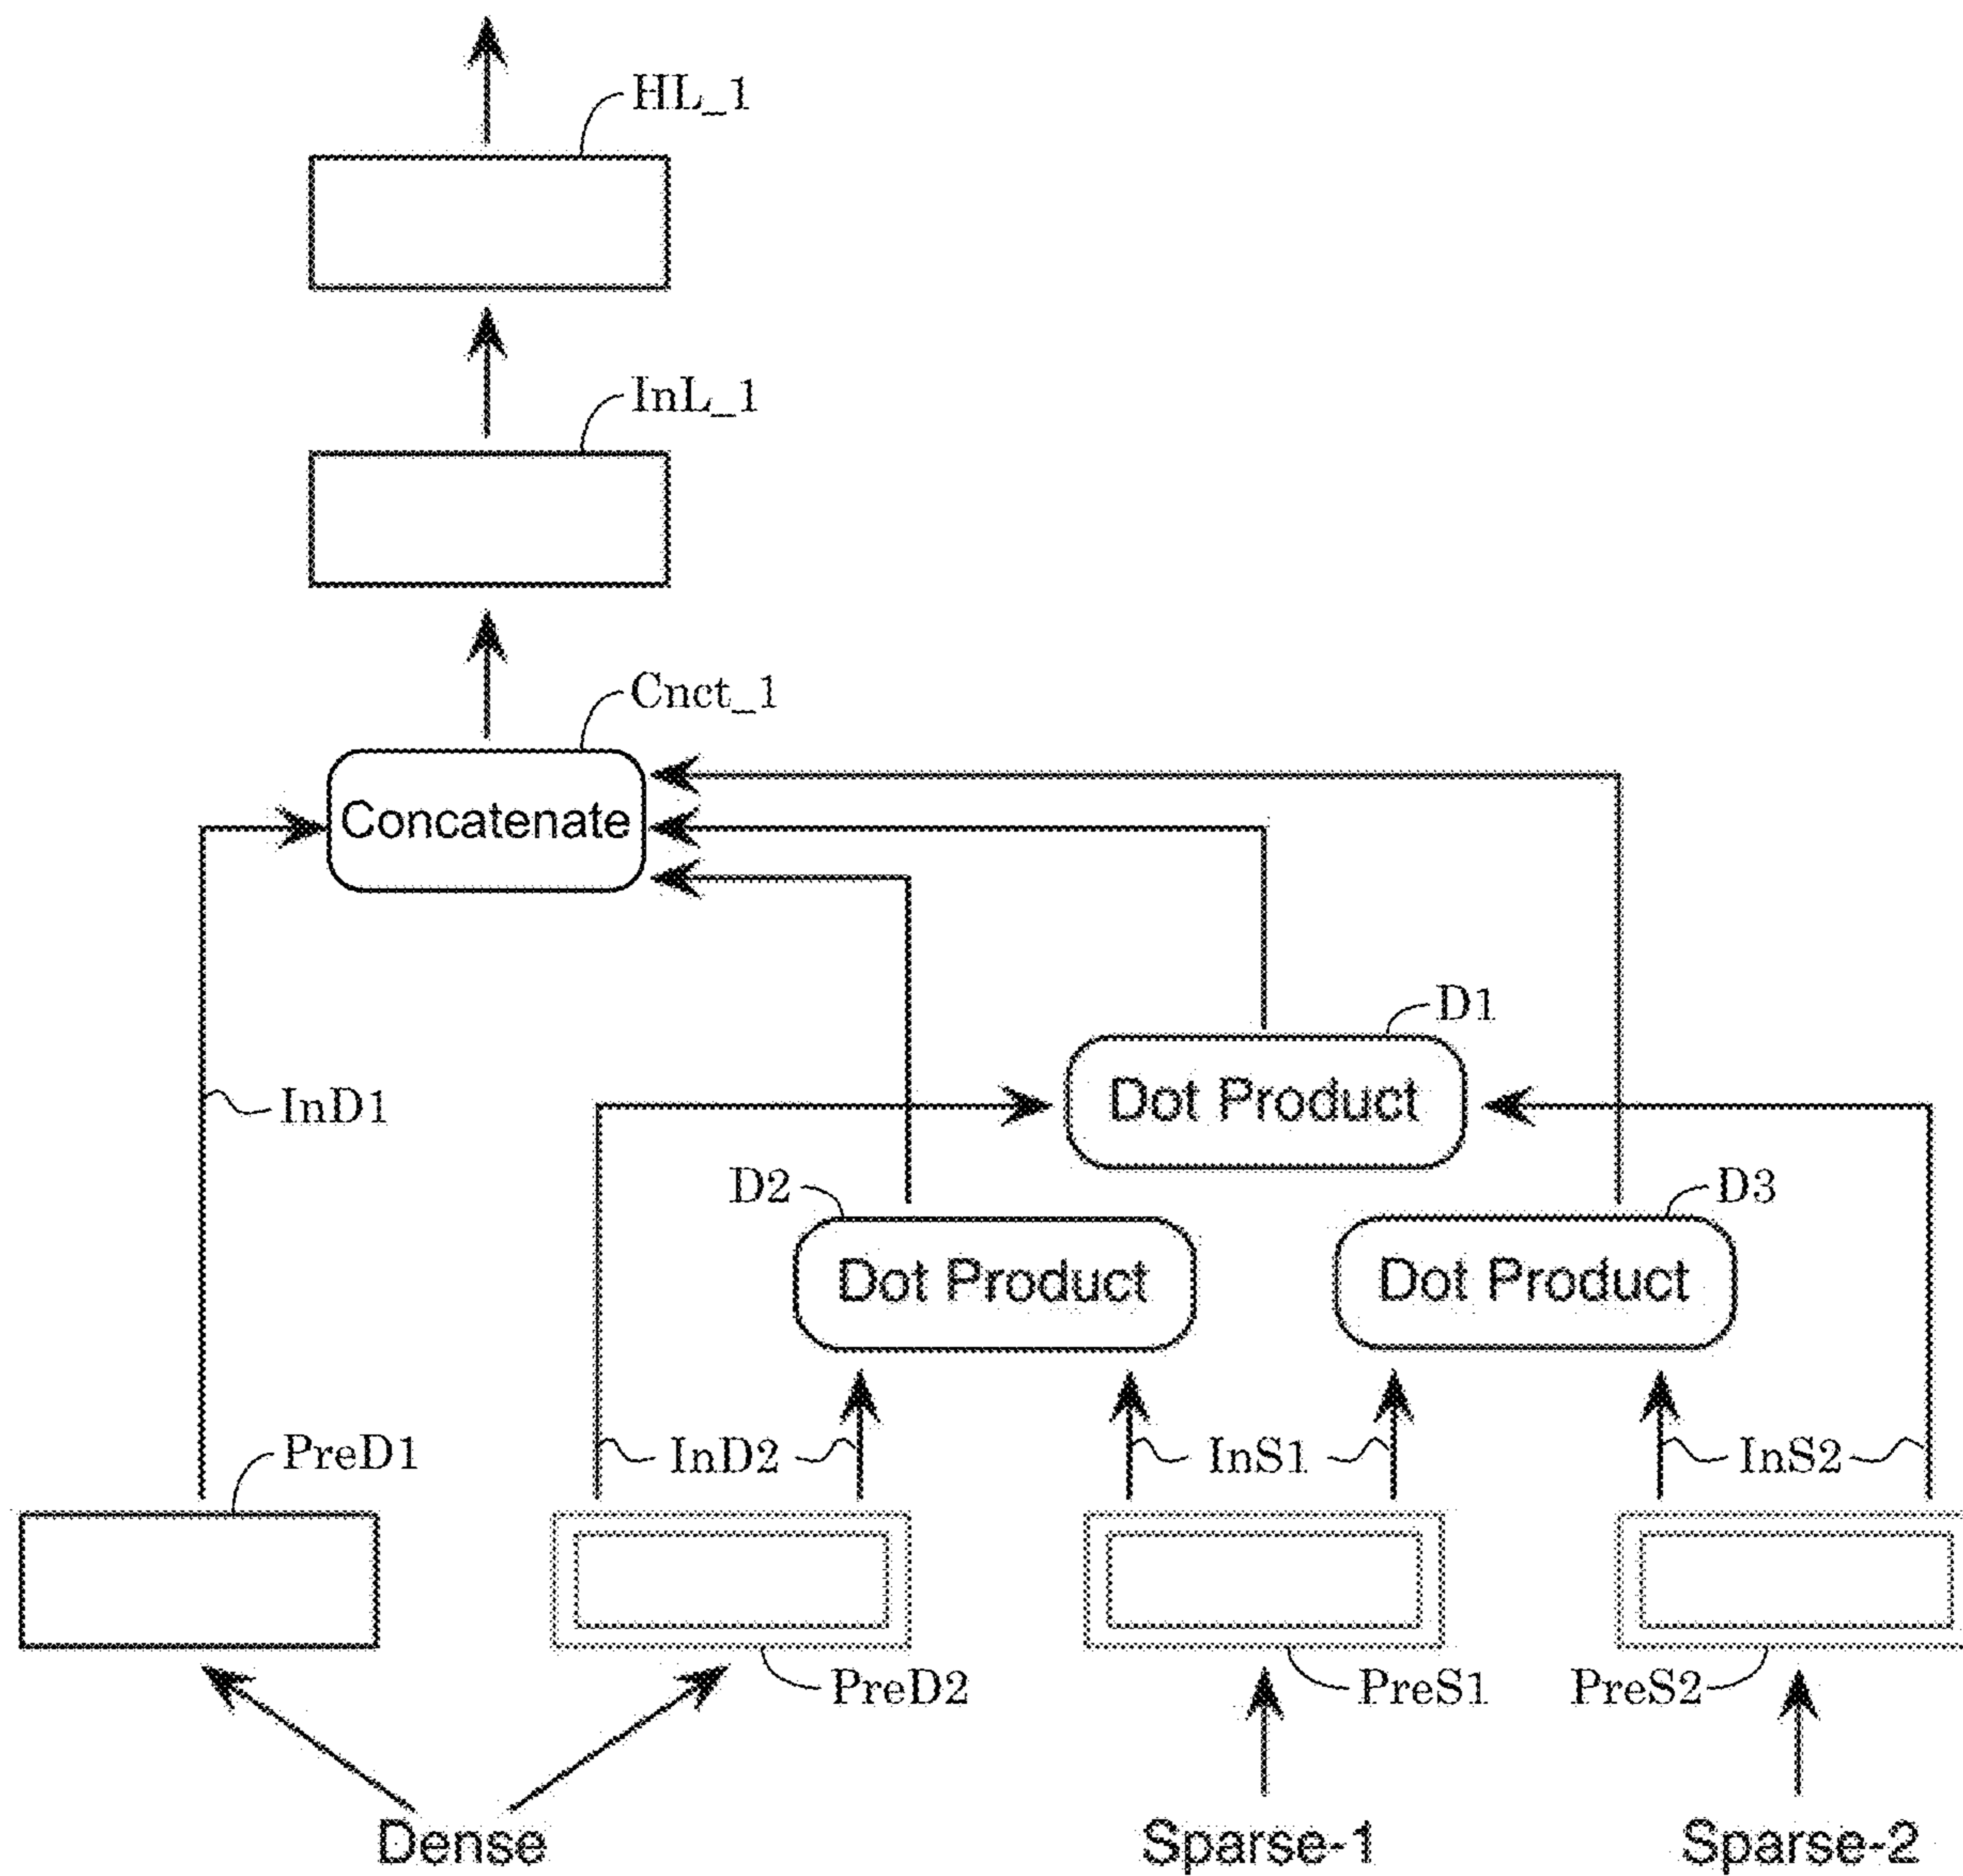 HL_1
InL_1
Cnct_1
Concatenate
D1
Dot Product
InD1
D2
D3
Dot Product
Dot Product
PreD1
InD2
InS1
InS2
PreD2
PreS1
PreS2
Dense
Sparse-1
Sparse-2